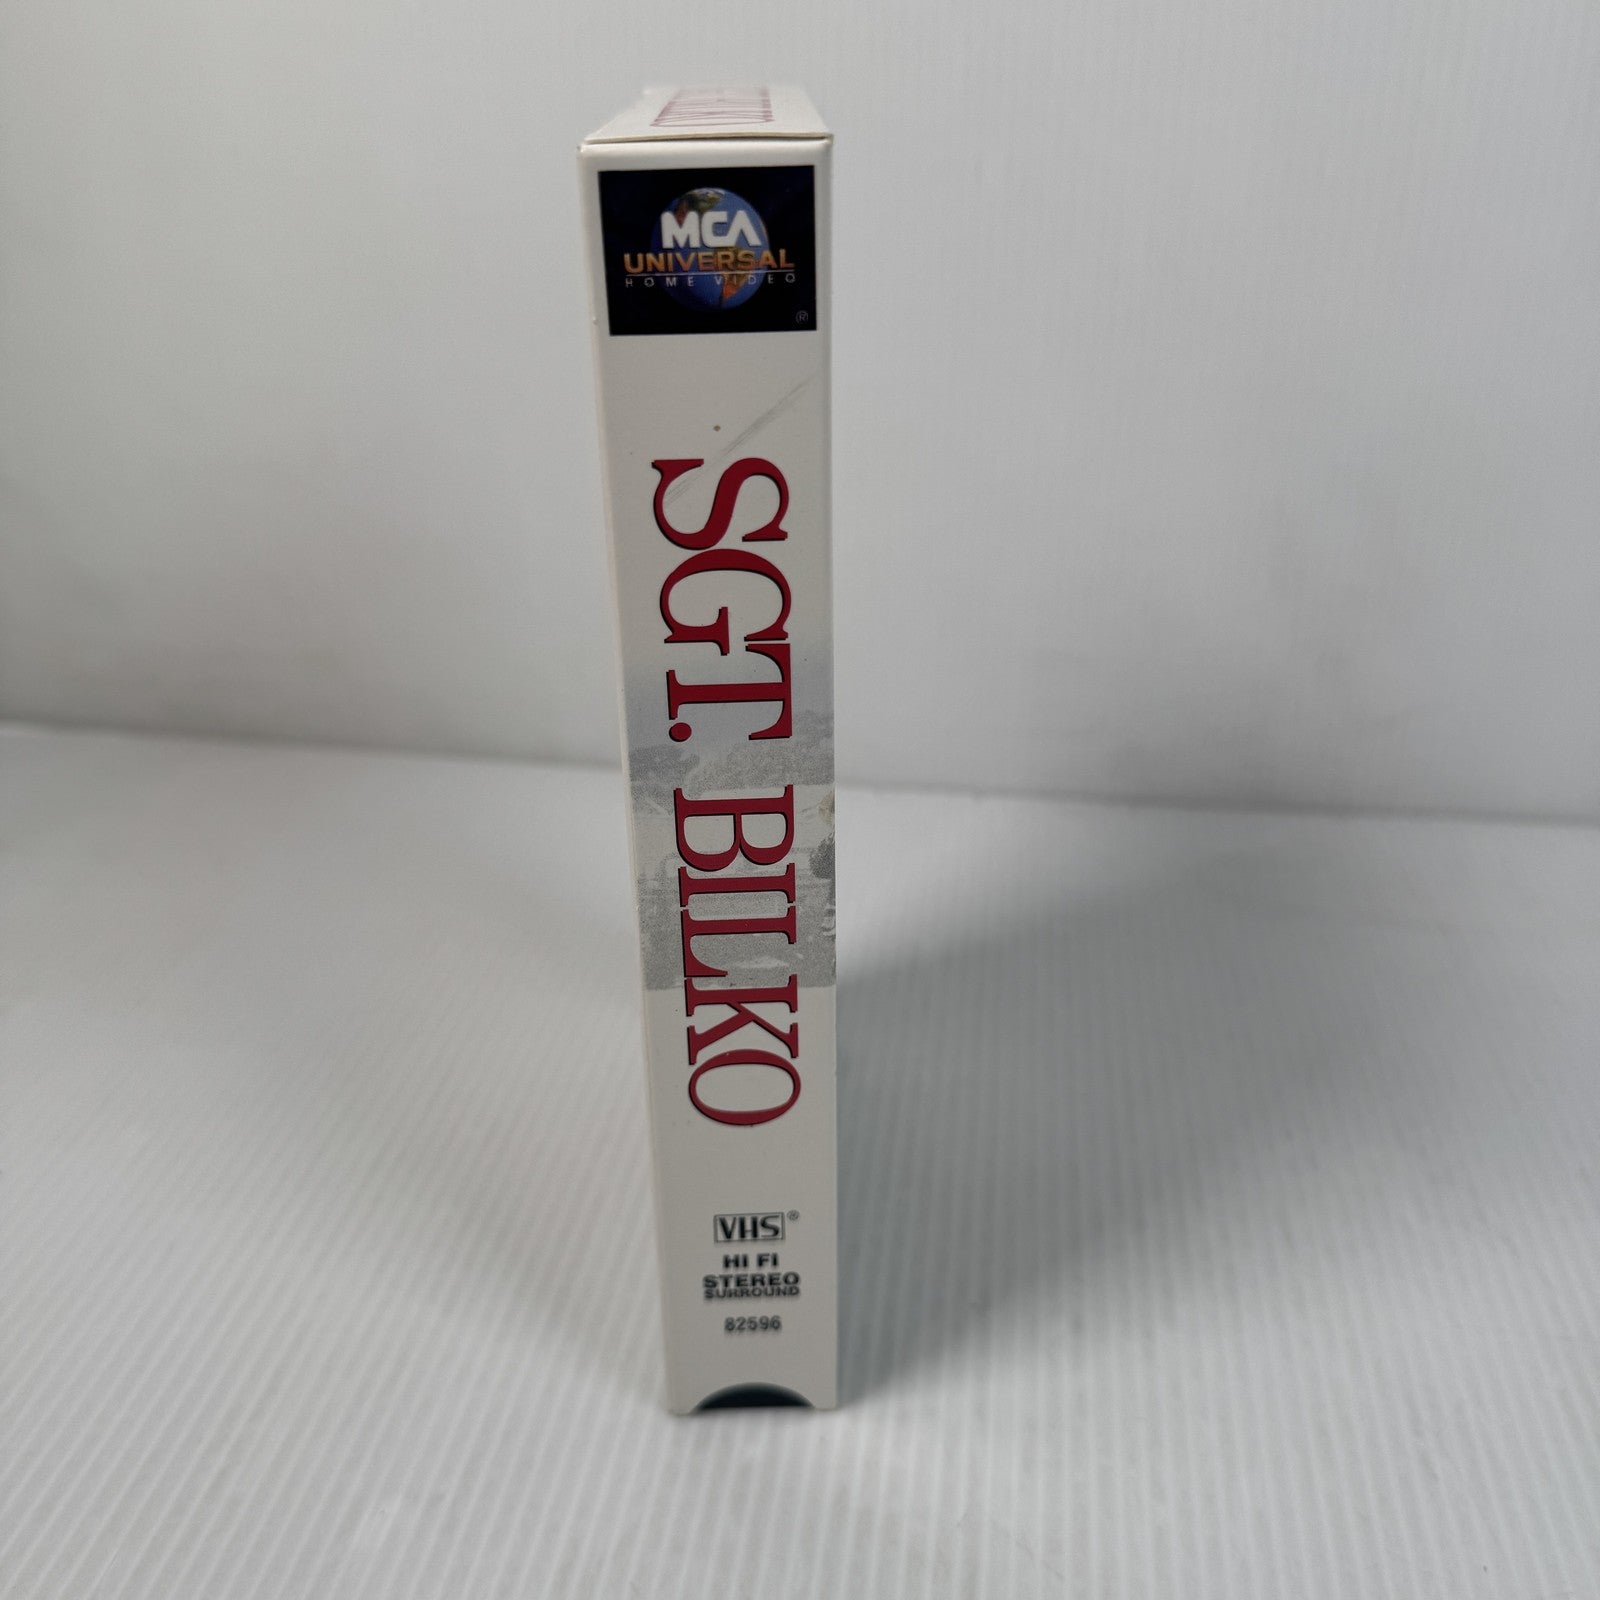 MCA
UNIVERSAL
HOME VIDEO
®
SGT. BILKO
VHS®
HI FI
STEREO
SURROUND
82596